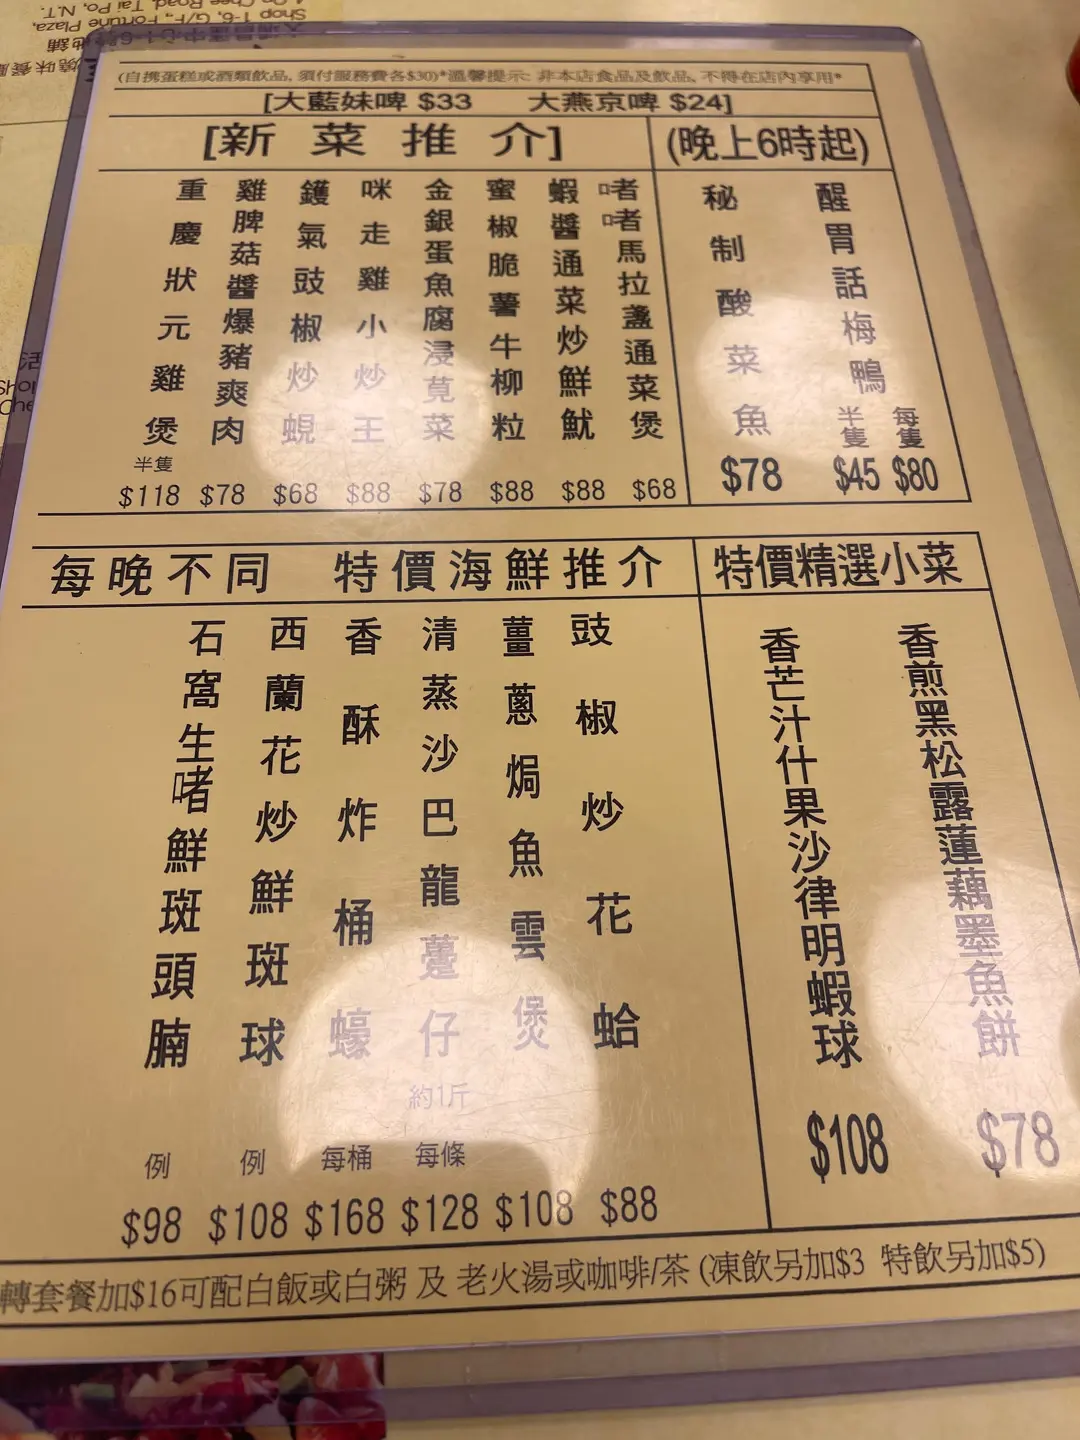 (自携蛋糕或酒類飲品, 須付服務費各$30)*溫馨提示: 非本店食品及飲品, 不得在店內享用*
[大藍妹啤 $33 大燕京啤 $24]
[新菜推介]
啫啫馬拉盞通菜煲 $68
蝦醬通菜炒鮮魷 $88
蜜椒脆薯牛柳粒 $88
金銀蛋魚腐浸莧菜 $78
咪走雞小炒王 $88
鑊氣豉椒炒蜆 $68
雞脾菇醬爆豬爽肉 $78
重慶狀元雞煲 半隻 $118
(晚上6時起)
醒胃話梅鴨 半隻 $45 每隻 $80
秘制酸菜魚 $78
每晚不同 特價海鮮推介
豉椒炒花蛤 $88
薑蔥焗魚雲煲 $108
清蒸沙巴龍躉仔 約1斤 每條 $128
香酥炸桶蠔 每桶 $168
西蘭花炒鮮斑球 例 $108
石窩生啫鮮斑頭腩 例 $98
特價精選小菜
香煎黑松露蓮藕墨魚餅 $78
香芒汁什果沙律明蝦球 $108
轉套餐加$16可配白飯或白粥 及 老火湯或咖啡/茶 (凍飲另加$3 特飲另加$5)
Shop 1-6, G/F., Fortune Plaza,
Chee Road, Tai Po, N.T.